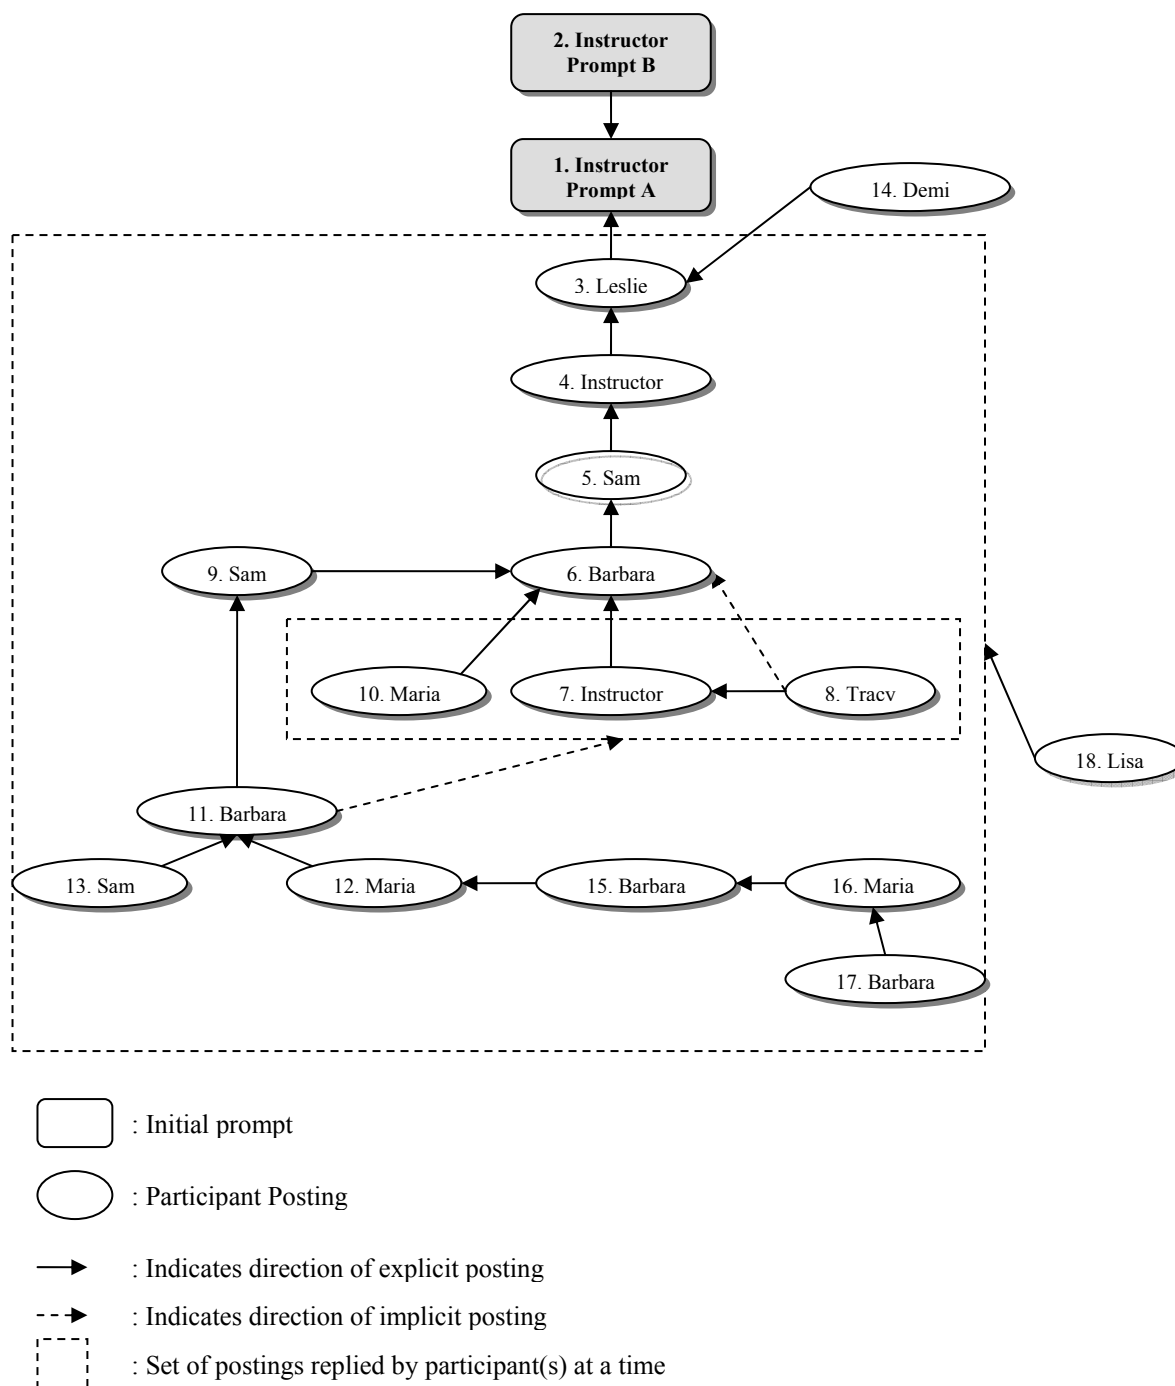 2. Instructor
Prompt B
1. Instructor
Prompt A
14. Demi
3. Leslie
4. Instructor
5. Sam
9. Sam
6. Barbara
10. Maria
7. Instructor
8. Tracv
18. Lisa
11. Barbara
13. Sam
12. Maria
15. Barbara
16. Maria
17. Barbara
: Initial prompt
: Participant Posting
: Indicates direction of explicit posting
: Indicates direction of implicit posting
: Set of postings replied by participant(s) at a time